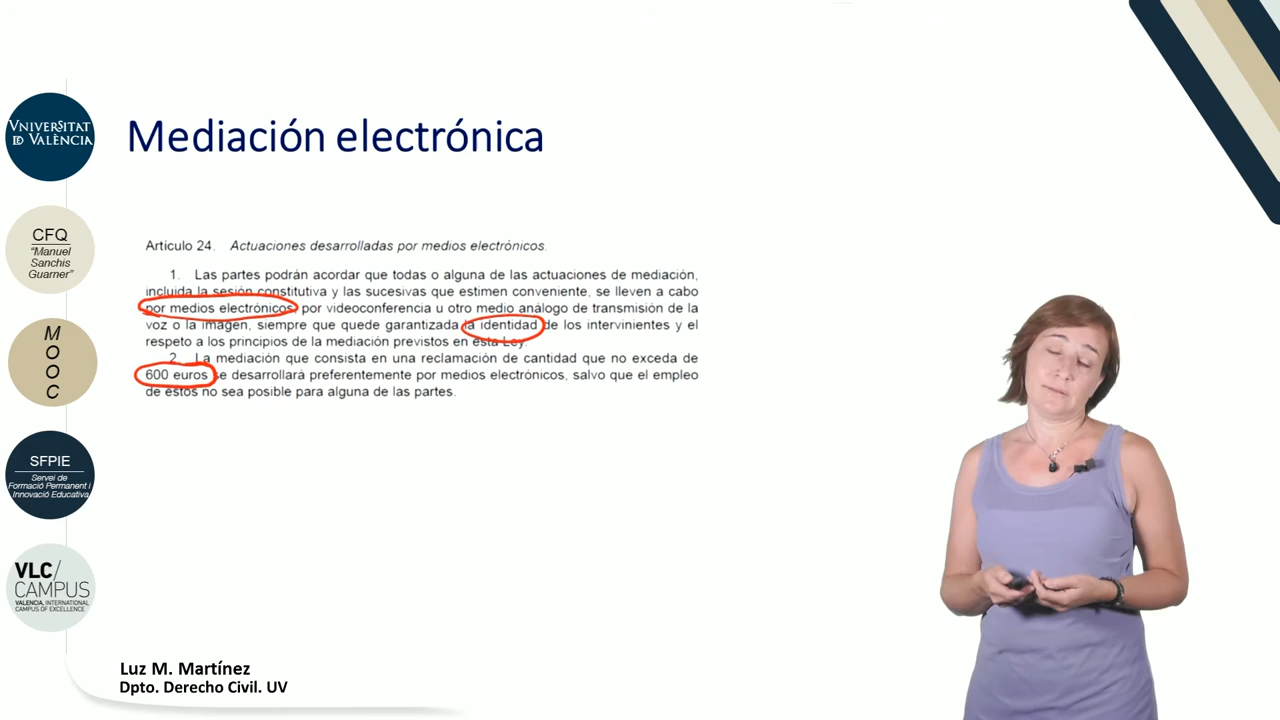 VNIVERSITAT
ID VALÈNCIA
Mediación electrónica
CFQ
"Manuel
Sanchis
Guarner"
Artículo 24. Actuaciones desarrolladas por medios electrónicos.
1. Las partes podrán acordar que todas o alguna de las actuaciones de mediación,
incluida la sesión constitutiva y las sucesivas que estimen conveniente, se lleven a cabo
por medios electrónicos, por videoconferencia u otro medio análogo de transmisión de la
voz o la imagen, siempre que quede garantizada la identidad de los intervinientes y el
respeto a los principios de la mediación previstos en esta Ley.
2. La mediación que consista en una reclamación de cantidad que no exceda de
600 euros se desarrollará preferentemente por medios electrónicos, salvo que el empleo
de éstos no sea posible para alguna de las partes.
M
O
O
C
SFPIE
Servei de
Formació Permanent i
Innovació Educativa
VLC/
CAMPUS
VALENCIA, INTERNATIONAL
CAMPUS OF EXCELLENCE
Luz M. Martínez
Dpto. Derecho Civil. UV